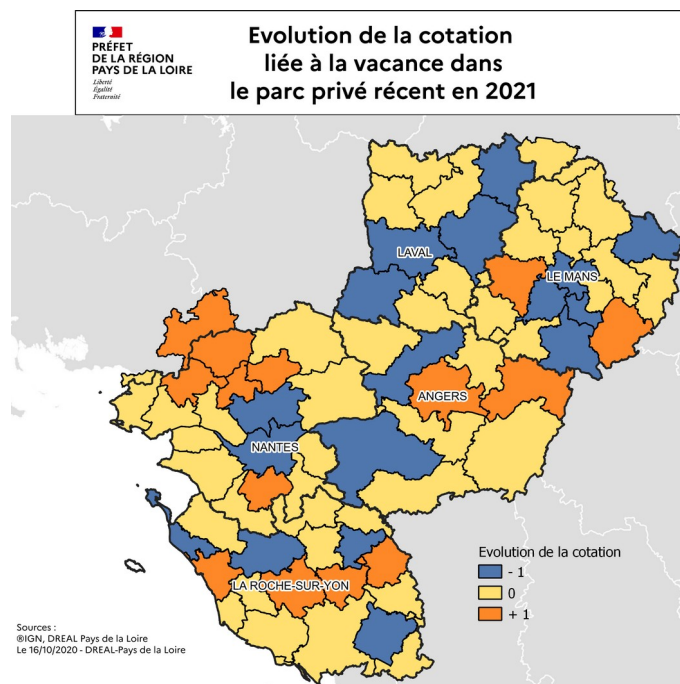 PRÉFET
DE LA RÉGION
PAYS DE LA LOIRE
Liberté
Égalité
Fraternité
Evolution de la cotation
liée à la vacance dans
le parc privé récent en 2021
LAVAL
LE MANS
ANGERS
NANTES
LA ROCHE-SUR-YON
Evolution de la cotation
- 1
0
+ 1
Sources :
®IGN, DREAL Pays de la Loire
Le 16/10/2020 - DREAL-Pays de la Loire